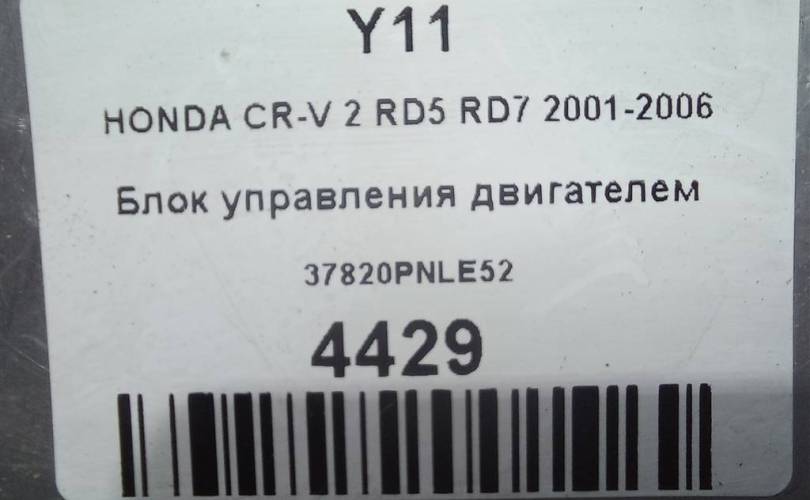 Y11
HONDA CR-V 2 RD5 RD7 2001-2006
Блок управления двигателем
37820PNLE52
4429